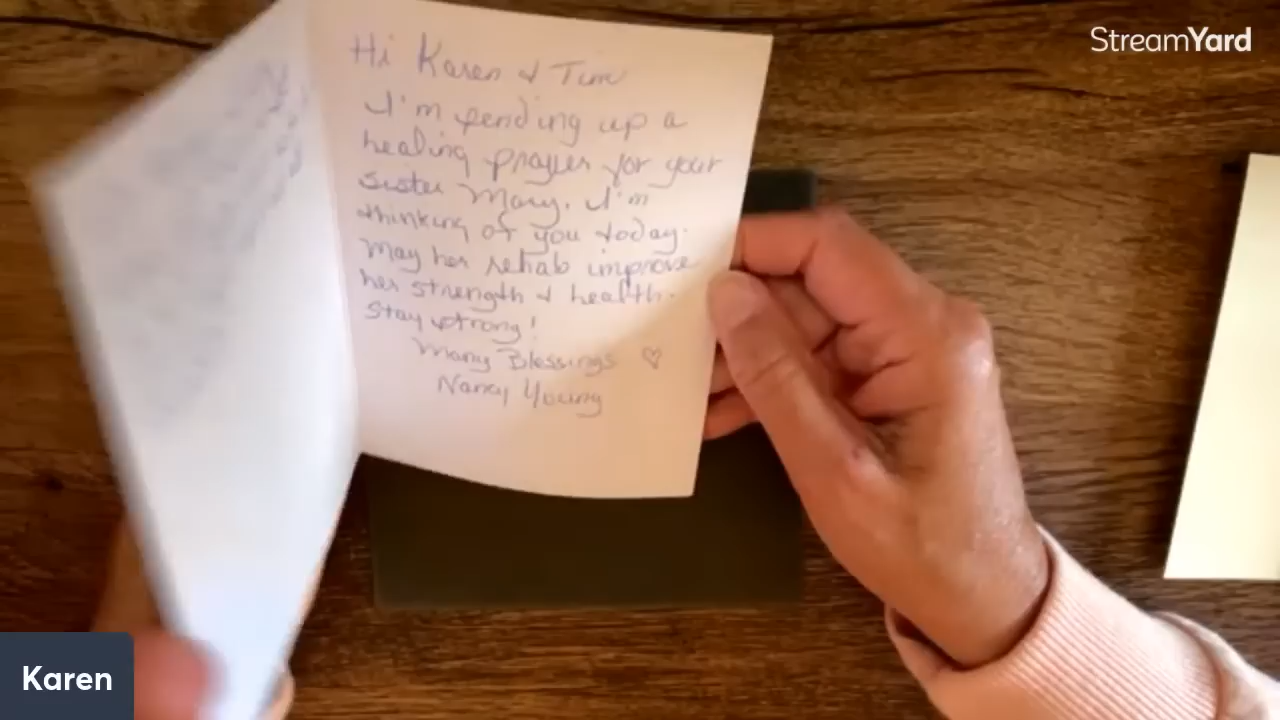 StreamYard
Hi Karen & Tim
I'm sending up a
healing prayer for your
sister Mary. I'm
thinking of you today.
May her rehab improve
her strength & health.
Stay strong!
Many Blessings ♡
Nancy Young
Karen